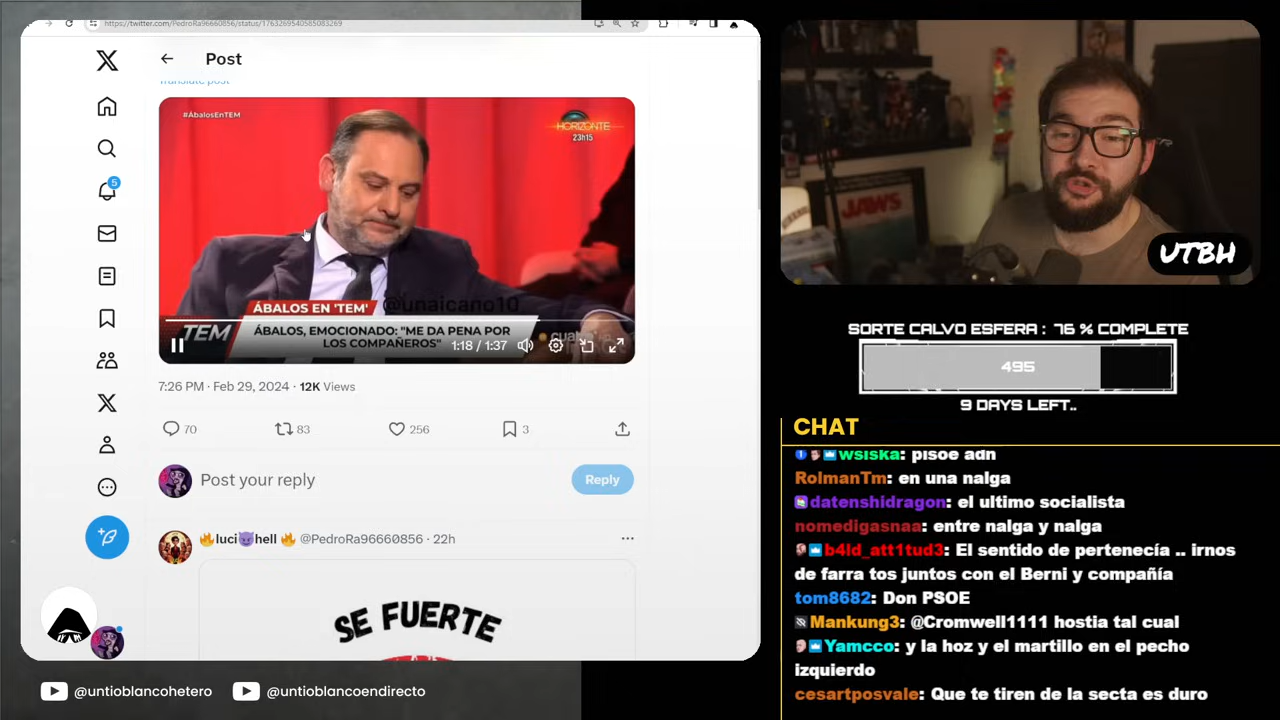 https://twitter.com/PedroRa96660856/status/1763269540585083269
Post
Translate post
#ÁbalosEnTEM
HORIZONTE
23h15
5
@unaicano10
ÁBALOS EN 'TEM'
TEM
ÁBALOS, EMOCIONADO: "ME DA PENA POR
LOS COMPAÑEROS"
1:18 / 1:37
7:26 PM · Feb 29, 2024 · 12K Views
70
83
256
3
Post your reply
Reply
🔥luci😈hell 🔥 @PedroRa96660856 · 22h
SE FUERTE
@untioblancohetero
@untioblancoendirecto
JAWS
UTBH
SORTE CALVO ESFERA : 76 % COMPLETE
495
9 DAYS LEFT..
CHAT
wsiska: pisoe adn
RolmanTm: en una nalga
datenshidragon: el ultimo socialista
nomedigasnaa: entre nalga y nalga
b4ld_att1tud3: El sentido de pertenecía .. irnos
de farra tos juntos con el Berni y compañía
tom8682: Don PSOE
Mankung3: @Cromwell1111 hostia tal cual
Yamcco: y la hoz y el martillo en el pecho
izquierdo
cesartposvale: Que te tiren de la secta es duro